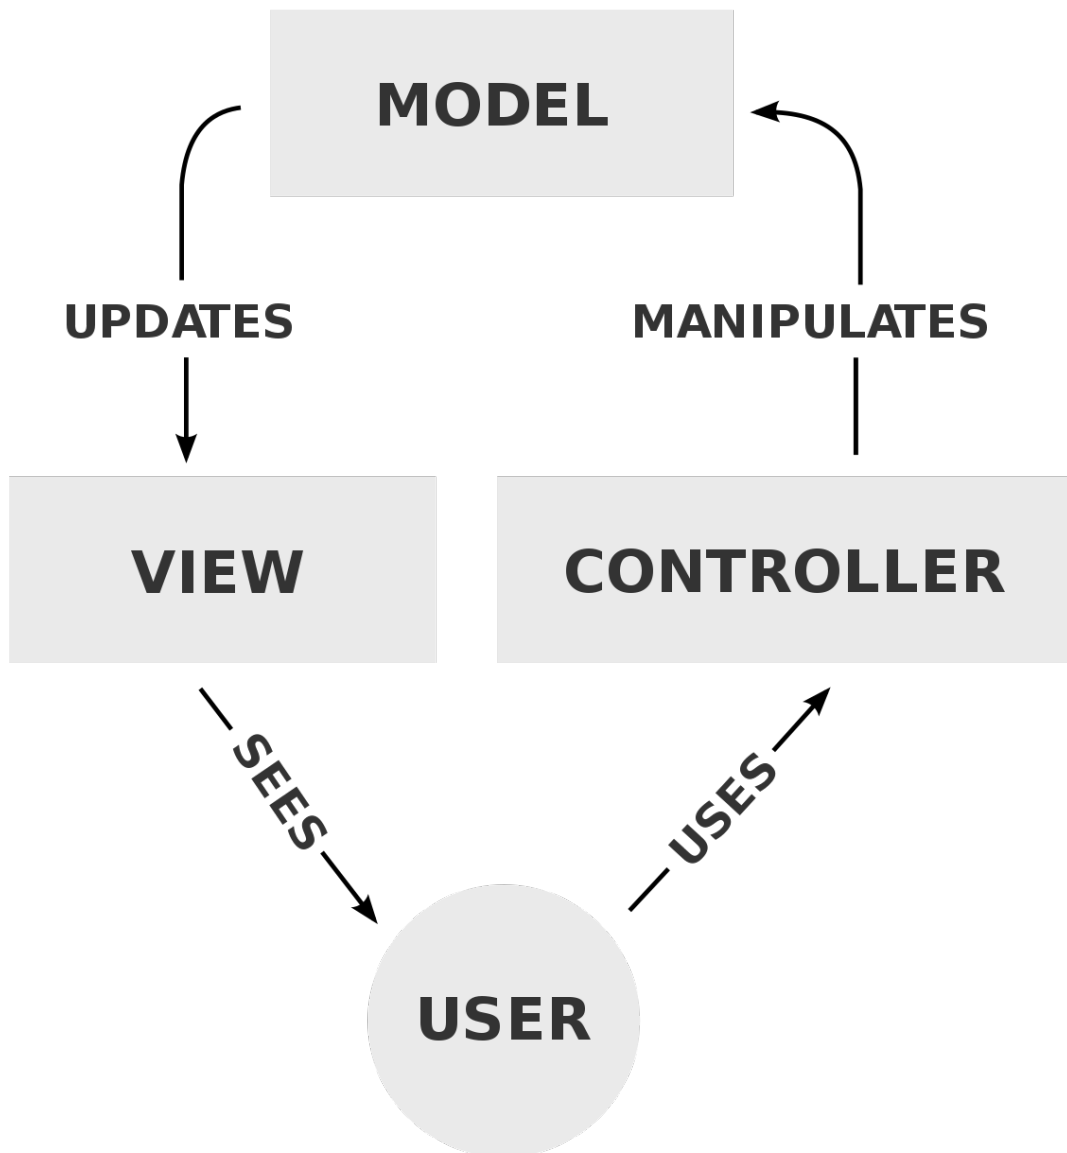 MODEL
UPDATES
MANIPULATES
VIEW
CONTROLLER
SEES
USES
USER